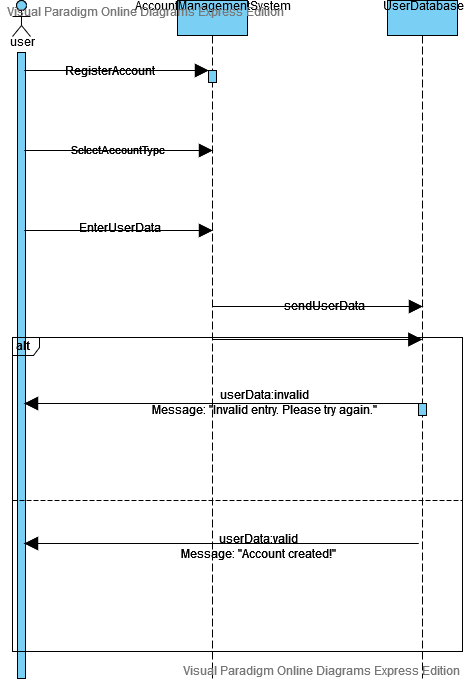 Visual Paradigm Online Diagrams Express Edition
AccountManagementSystem
UserDatabase
user
RegisterAccount
SelectAccountType
EnterUserData
sendUserData
alt
userData:invalid
Message: "Invalid entry. Please try again."
userData:valid
Message: "Account created!"
Visual Paradigm Online Diagrams Express Edition